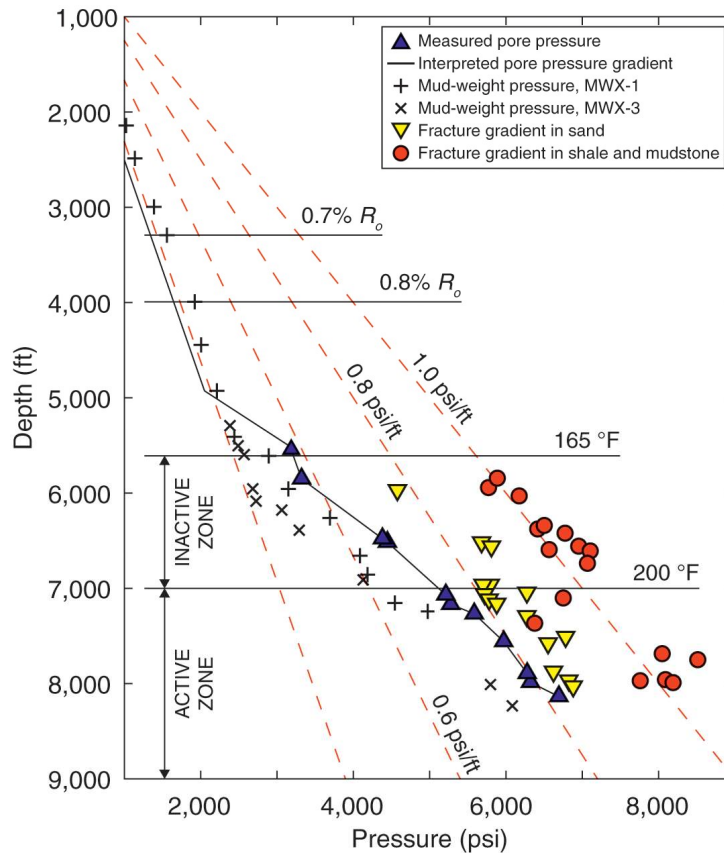 1,000
2,000
3,000
4,000
5,000
6,000
7,000
8,000
9,000
Depth (ft)
Measured pore pressure
Interpreted pore pressure gradient
Mud-weight pressure, MWX-1
Mud-weight pressure, MWX-3
Fracture gradient in sand
Fracture gradient in shale and mudstone
0.7% Ro
0.8% Ro
0.8 psi/ft
1.0 psi/ft
165 °F
INACTIVE
ZONE
200 °F
ACTIVE
ZONE
0.6 psi/ft
2,000
4,000
6,000
8,000
Pressure (psi)